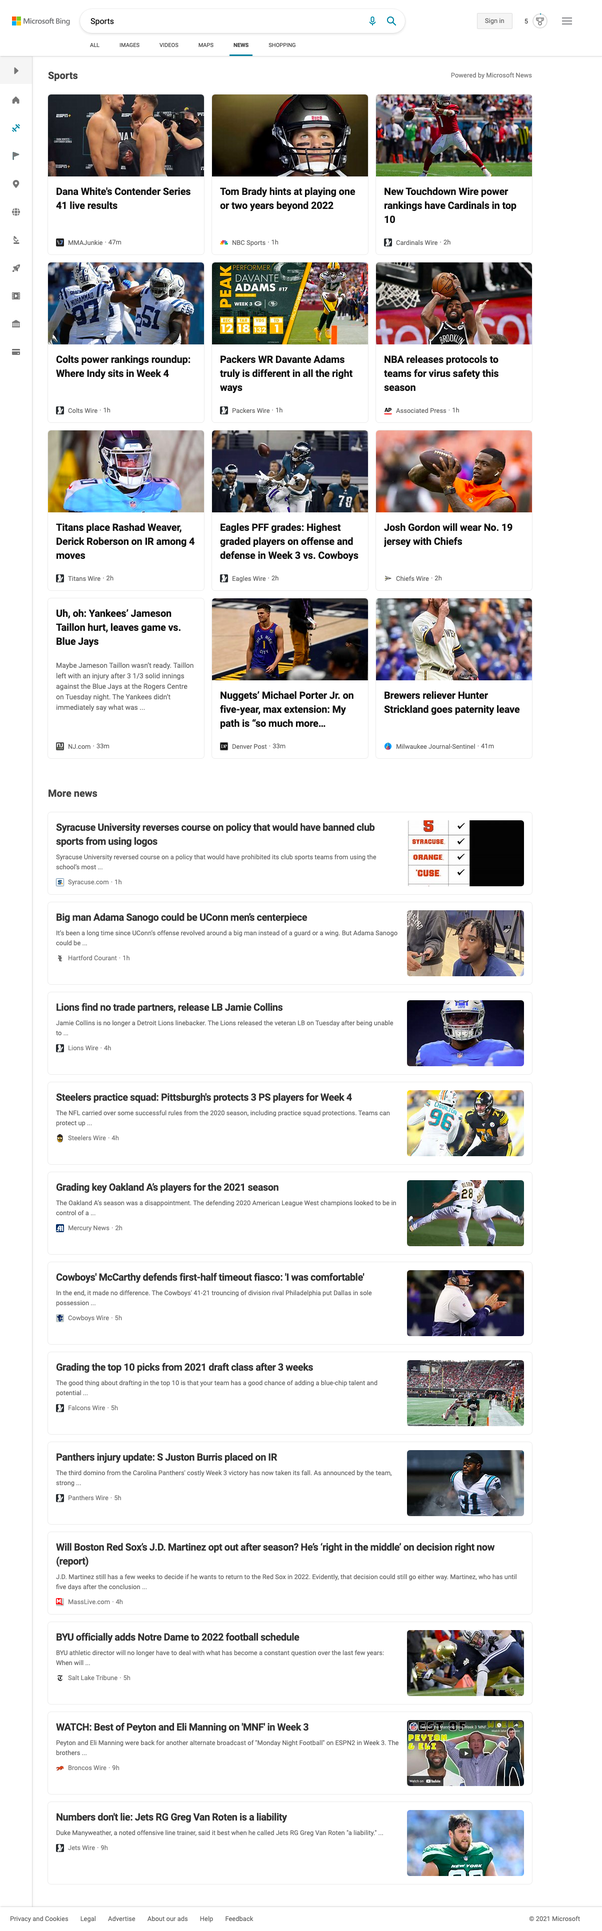 Microsoft Bing
Sports
Sign in
5
ALL
IMAGES
VIDEOS
MAPS
NEWS
SHOPPING
Sports
Powered by Microsoft News
Dana White's Contender Series
41 live results
MMAJunkie · 47m
Tom Brady hints at playing one
or two years beyond 2022
NBC Sports · 1h
New Touchdown Wire power
rankings have Cardinals in top
10
Cardinals Wire · 2h
Colts power rankings roundup:
Where Indy sits in Week 4
Colts Wire · 1h
PEAK
PERFORMER
DAVANTE
ADAMS #17
WEEK 3
12 18 132 1
Packers WR Davante Adams
truly is different in all the right
ways
Packers Wire · 1h
BROOKLYN
NBA releases protocols to
teams for virus safety this
season
AP Associated Press · 1h
Titans place Rashad Weaver,
Derick Roberson on IR among 4
moves
Titans Wire · 2h
Eagles PFF grades: Highest
graded players on offense and
defense in Week 3 vs. Cowboys
Eagles Wire · 2h
Josh Gordon will wear No. 19
jersey with Chiefs
Chiefs Wire · 2h
Uh, oh: Yankees' Jameson
Taillon hurt, leaves game vs.
Blue Jays
Maybe Jameson Taillon wasn't ready. Taillon
left with an injury after 3 1/3 solid innings
against the Blue Jays at the Rogers Centre
on Tuesday night. The Yankees didn't
immediately say what was ...
NJ.com · 33m
Nuggets' Michael Porter Jr. on
five-year, max extension: My
path is "so much more...
Denver Post · 33m
Brewers reliever Hunter
Strickland goes paternity leave
Milwaukee Journal-Sentinel · 41m
More news
Syracuse University reverses course on policy that would have banned club
sports from using logos
Syracuse University reversed course on a policy that would have prohibited its club sports teams from using the
school's most ...
Syracuse.com · 1h
S
SYRACUSE
ORANGE
'CUSE
Big man Adama Sanogo could be UConn men's centerpiece
It's been a long time since UConn's offense revolved around a big man instead of a guard or a wing. But Adama Sanogo
could be ...
Hartford Courant · 1h
Lions find no trade partners, release LB Jamie Collins
Jamie Collins is no longer a Detroit Lions linebacker. The Lions released the veteran LB on Tuesday after being unable
to ...
Lions Wire · 4h
Steelers practice squad: Pittsburgh's protects 3 PS players for Week 4
The NFL carried over some successful rules from the 2020 season, including practice squad protections. Teams can
protect up ...
Steelers Wire · 4h
96
Grading key Oakland A's players for the 2021 season
The Oakland A's season was a disappointment. The defending 2020 American League West champions looked to be in
control of a ...
Mercury News · 2h
28
Cowboys' McCarthy defends first-half timeout fiasco: 'I was comfortable'
In the end, it made no difference. The Cowboys' 41-21 trouncing of division rival Philadelphia put Dallas in sole
possession ...
Cowboys Wire · 5h
Grading the top 10 picks from 2021 draft class after 3 weeks
The good thing about drafting in the top 10 is that your team has a good chance of adding a blue-chip talent and
potential ...
Falcons Wire · 5h
Panthers injury update: S Juston Burris placed on IR
The third domino from the Carolina Panthers' costly Week 3 victory has now taken its fall. As announced by the team,
strong ...
Panthers Wire · 5h
31
Will Boston Red Sox's J.D. Martinez opt out after season? He's 'right in the middle' on decision right now
(report)
J.D. Martinez still has a few weeks to decide if he wants to return to the Red Sox in 2022. Evidently, that decision could still go either way. Martinez, who has until
five days after the conclusion ...
MassLive.com · 4h
BYU officially adds Notre Dame to 2022 football schedule
BYU athletic director will no longer have to deal with what has become a constant question over the last few years:
When will ...
Salt Lake Tribune · 5h
WATCH: Best of Peyton and Eli Manning on 'MNF' in Week 3
Peyton and Eli Manning were back for another alternate broadcast of "Monday Night Football" on ESPN2 in Week 3. The
brothers ...
Broncos Wire · 9h
PEYTON
& ELI
Watch on YouTube
Numbers don't lie: Jets RG Greg Van Roten is a liability
Duke Manyweather, a noted offensive line trainer, said it best when he called Jets RG Greg Van Roten "a liability." ...
Jets Wire · 9h
NEW YORK
Privacy and Cookies
Legal
Advertise
About our ads
Help
Feedback
© 2021 Microsoft